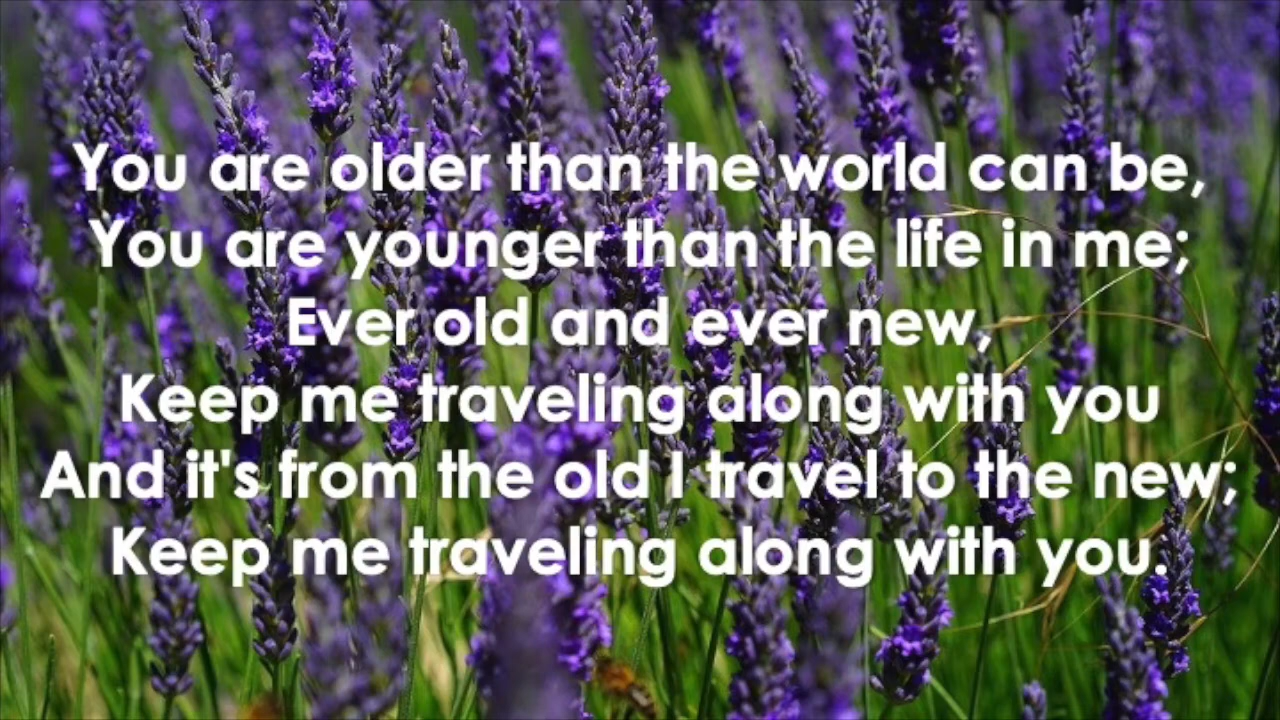 You are older than the world can be,
You are younger than the life in me;
Ever old and ever new,
Keep me traveling along with you
And it's from the old I travel to the new;
Keep me traveling along with you.